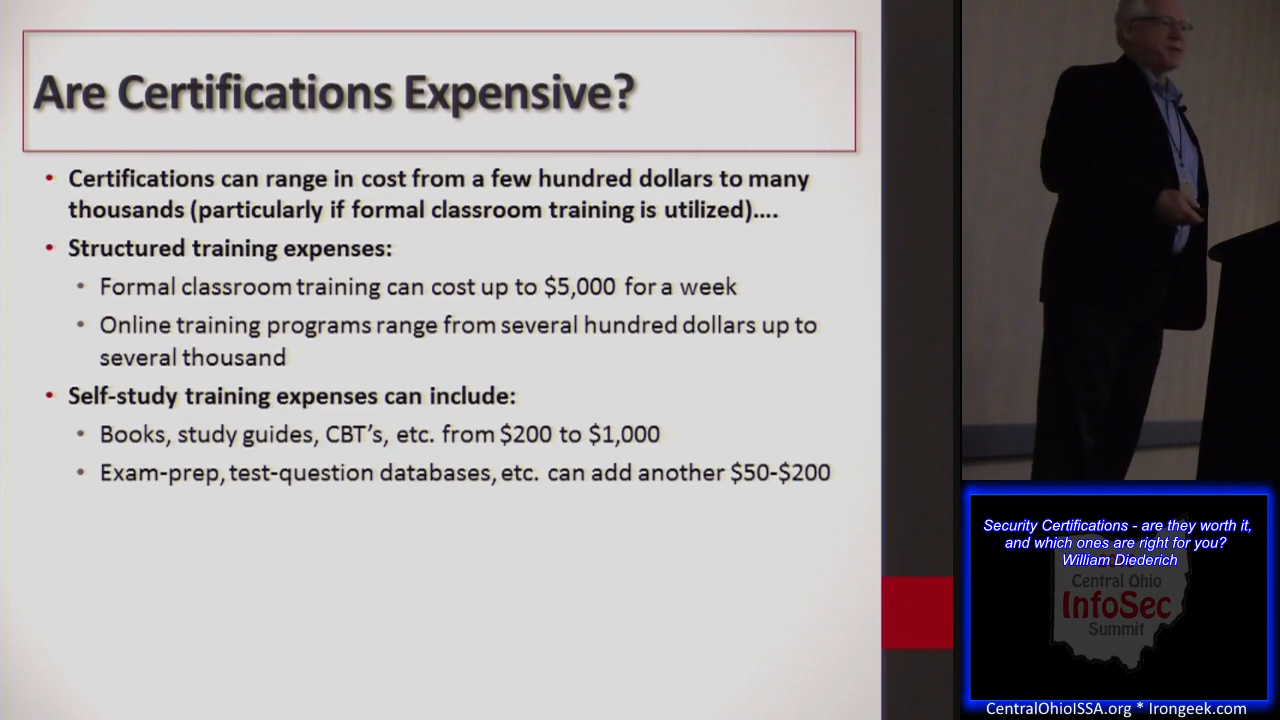 Are Certifications Expensive?
• Certifications can range in cost from a few hundred dollars to many
thousands (particularly if formal classroom training is utilized)....
• Structured training expenses:
• Formal classroom training can cost up to $5,000 for a week
• Online training programs range from several hundred dollars up to
several thousand
• Self-study training expenses can include:
• Books, study guides, CBT's, etc. from $200 to $1,000
• Exam-prep, test-question databases, etc. can add another $50-$200
Security Certifications - are they worth it,
and which ones are right for you?
William Diederich
Central Ohio
InfoSec
Summit
CentralOhioISSA.org * Irongeek.com